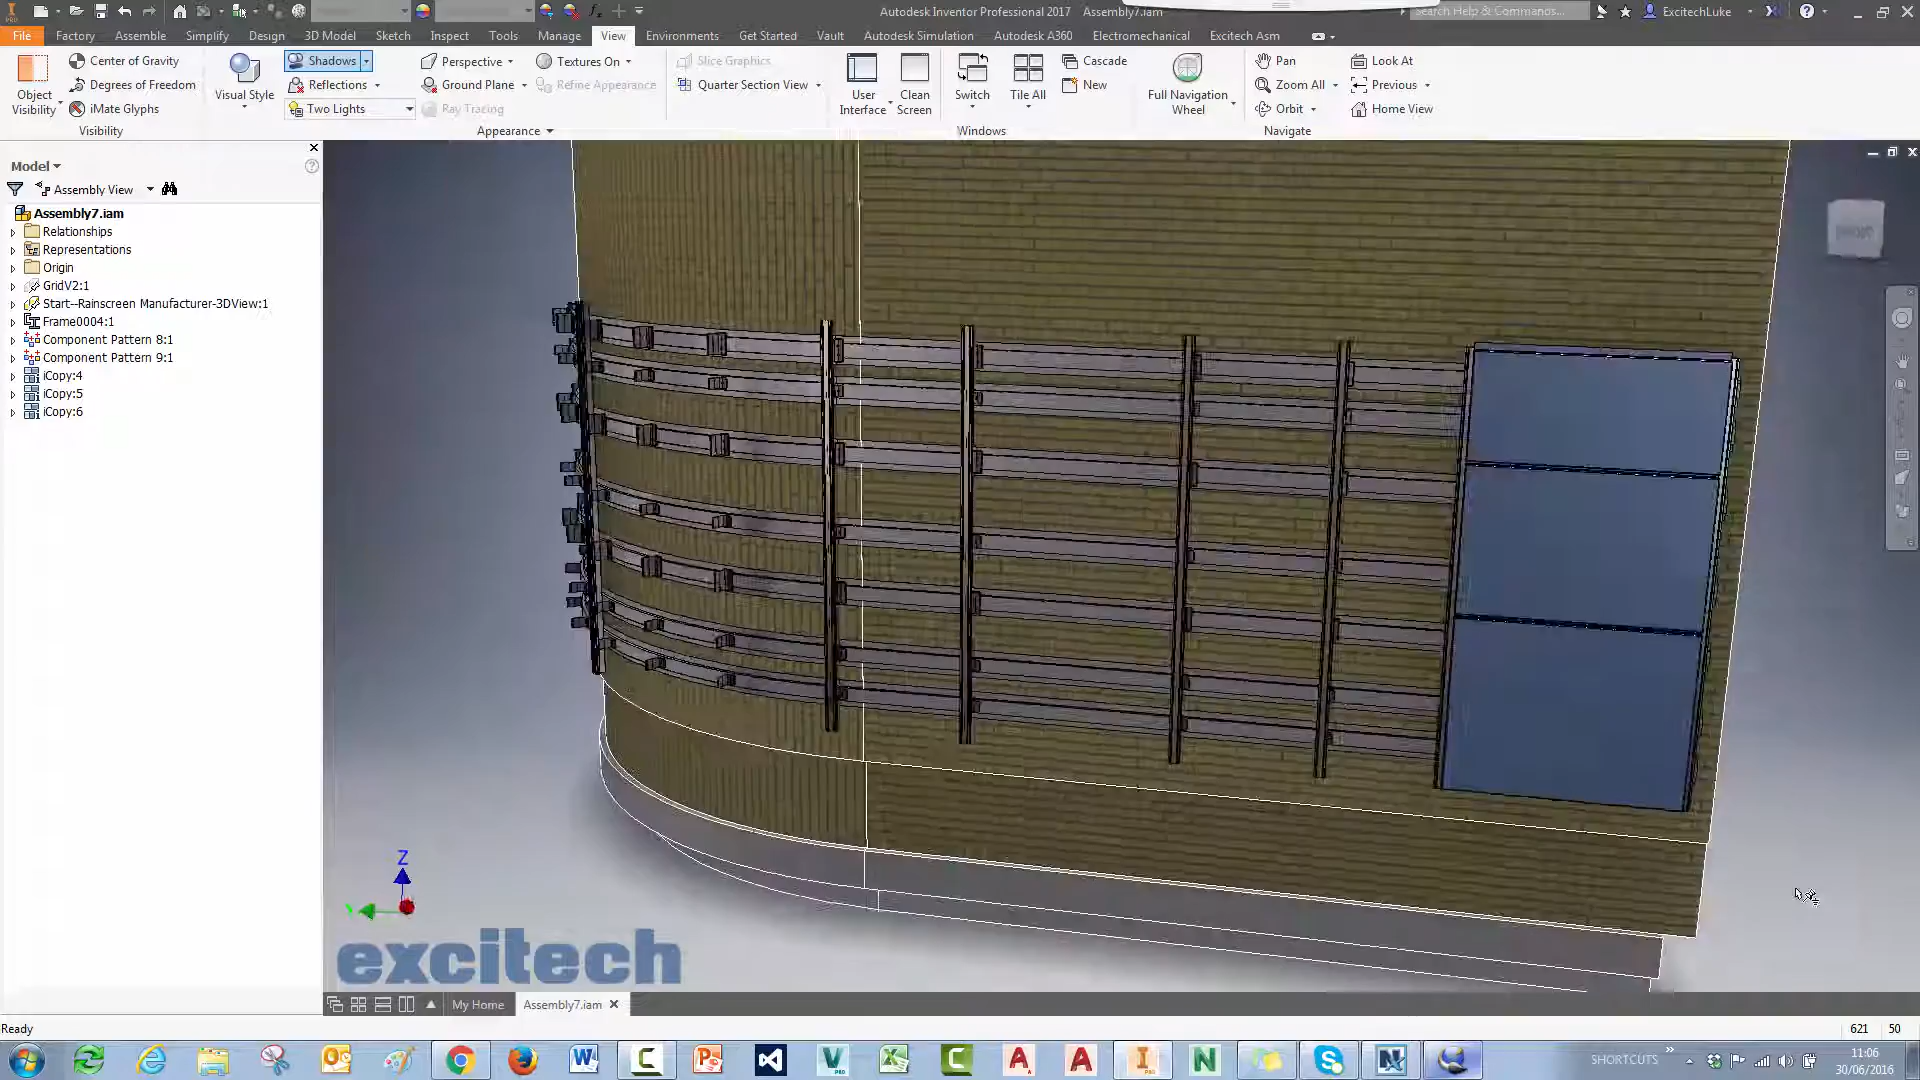 Autodesk Inventor Professional 2017 Assembly7.iam
Search Help & Commands...
ExcitechLuke
File Factory Assemble Simplify Design 3D Model Sketch Inspect Tools Manage View Environments Get Started Vault Autodesk Simulation Autodesk A360 Electromechanical Excitech Asm
Object Visibility
Center of Gravity
Degrees of Freedom
iMate Glyphs
Visibility
Visual Style
Shadows
Reflections
Two Lights
Perspective
Ground Plane
Ray Tracing
Textures On
Refine Appearance
Appearance
Slice Graphics
Quarter Section View
User Interface
Clean Screen
Switch
Tile All
Cascade
New
Windows
Full Navigation Wheel
Pan
Zoom All
Orbit
Look At
Previous
Home View
Navigate
Model
Assembly View
Assembly7.iam
Relationships
Representations
Origin
GridV2:1
Start--Rainscreen Manufacturer-3DView:1
Frame0004:1
Component Pattern 8:1
Component Pattern 9:1
iCopy:4
iCopy:5
iCopy:6
Z
Y
excitech
My Home
Assembly7.iam
Ready
621 50
SHORTCUTS
11:06
30/06/2016